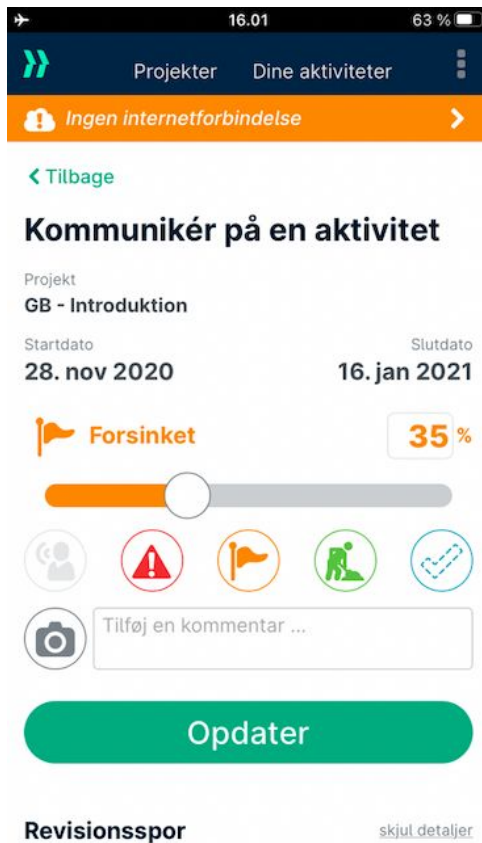 16.01
63 %
Projekter Dine aktiviteter
Ingen internetforbindelse
Tilbage
Kommunikér på en aktivitet
Projekt
GB - Introduktion
Startdato Slutdato
28. nov 2020 16. jan 2021
Forsinket 35 %
Tilføj en kommentar ...
Opdater
Revisionsspor skjul detaljer